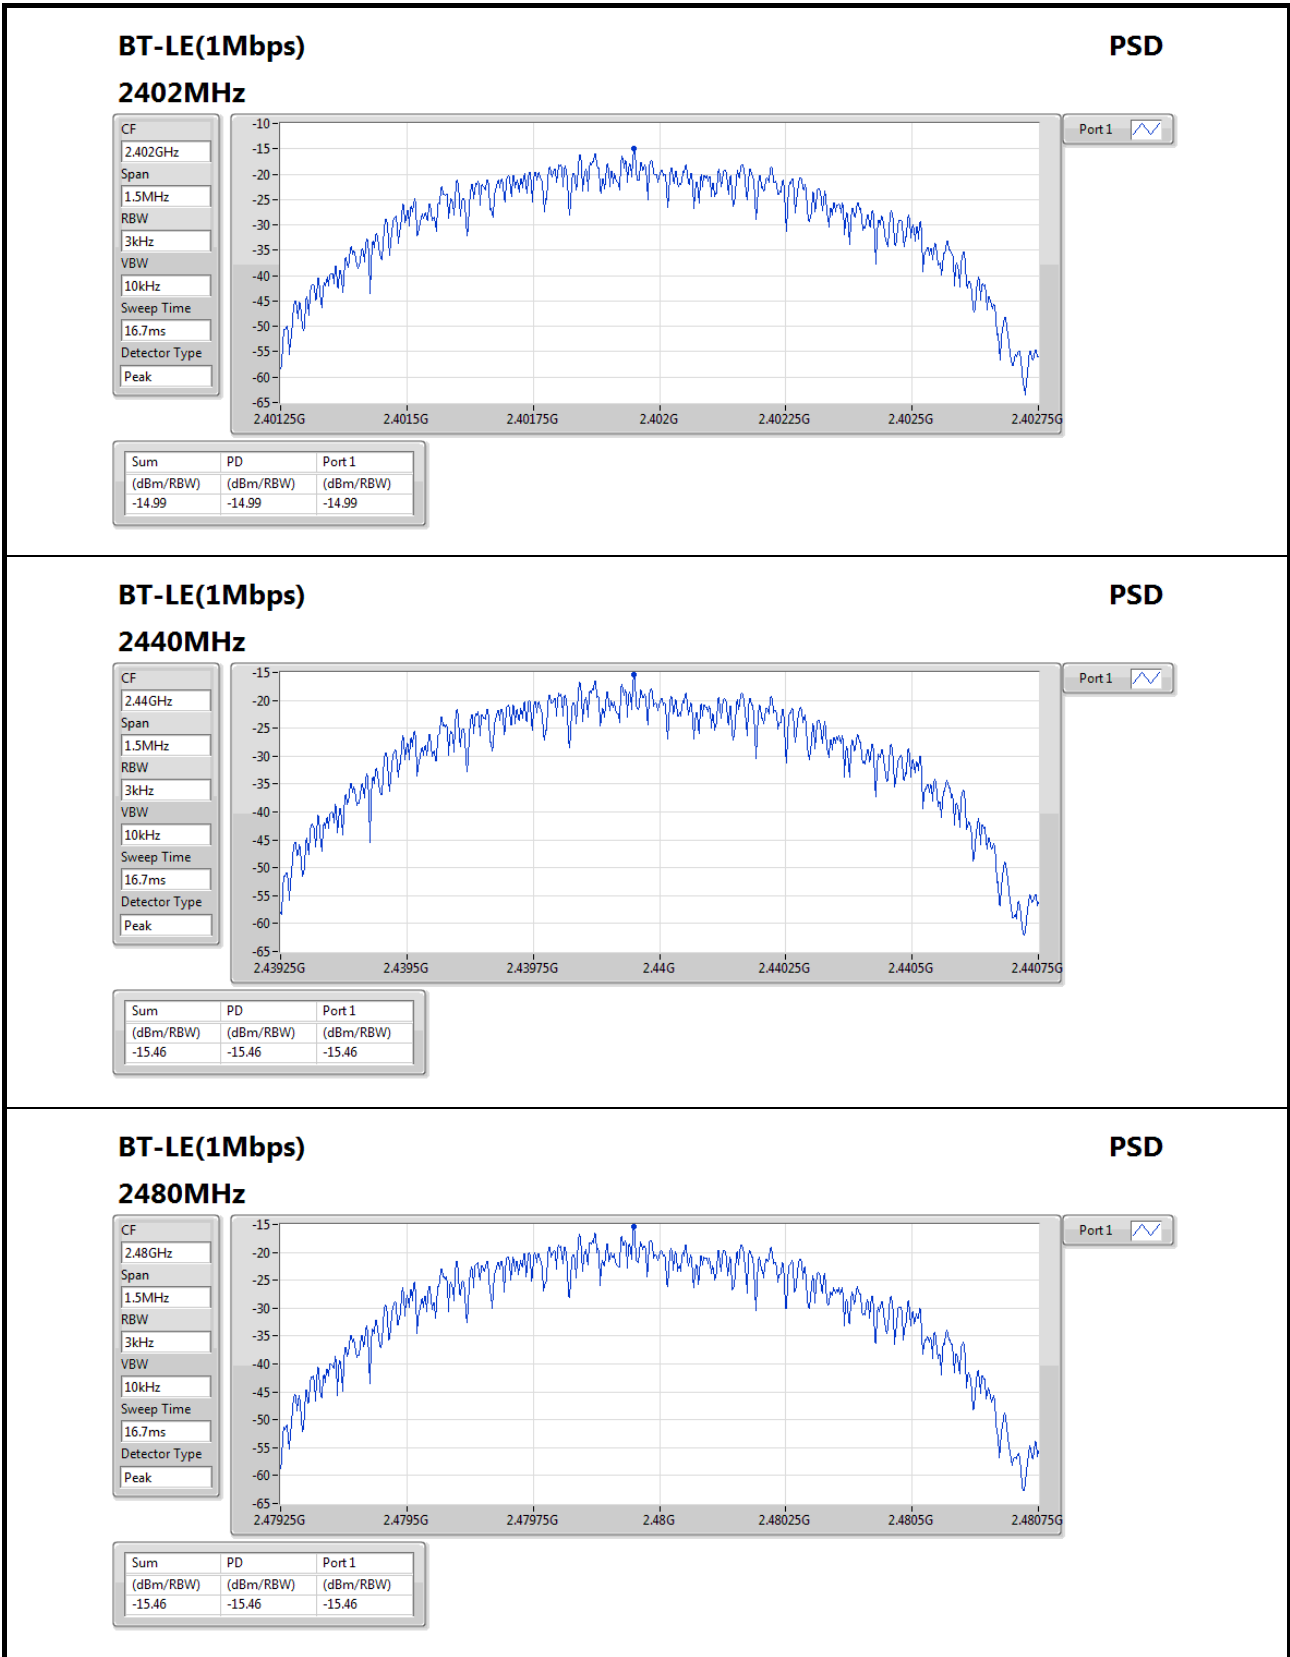 BT-LE(1Mbps) PSD
2402MHz
CF
2.402GHz
Span
1.5MHz
RBW
3kHz
VBW
10kHz
Sweep Time
16.7ms
Detector Type
Peak
-10
-15
-20
-25
-30
-35
-40
-45
-50
-55
-60
-65
2.40125G 2.4015G 2.40175G 2.402G 2.40225G 2.4025G 2.40275G
Port 1
Sum PD Port 1
(dBm/RBW) (dBm/RBW) (dBm/RBW)
-14.99 -14.99 -14.99
BT-LE(1Mbps) PSD
2440MHz
CF
2.44GHz
Span
1.5MHz
RBW
3kHz
VBW
10kHz
Sweep Time
16.7ms
Detector Type
Peak
-15
-20
-25
-30
-35
-40
-45
-50
-55
-60
-65
2.43925G 2.4395G 2.43975G 2.44G 2.44025G 2.4405G 2.44075G
Port 1
Sum PD Port 1
(dBm/RBW) (dBm/RBW) (dBm/RBW)
-15.46 -15.46 -15.46
BT-LE(1Mbps) PSD
2480MHz
CF
2.48GHz
Span
1.5MHz
RBW
3kHz
VBW
10kHz
Sweep Time
16.7ms
Detector Type
Peak
-15
-20
-25
-30
-35
-40
-45
-50
-55
-60
-65
2.47925G 2.4795G 2.47975G 2.48G 2.48025G 2.4805G 2.48075G
Port 1
Sum PD Port 1
(dBm/RBW) (dBm/RBW) (dBm/RBW)
-15.46 -15.46 -15.46